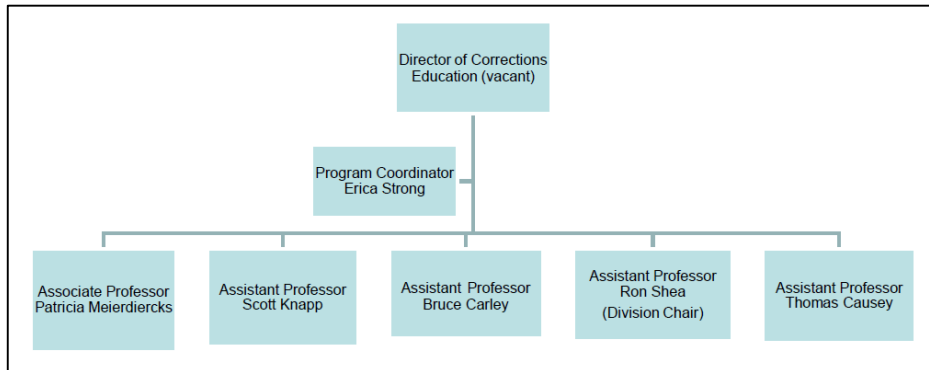 Director of Corrections
Education (vacant)
Program Coordinator
Erica Strong
Associate Professor
Patricia Meierdiercks
Assistant Professor
Scott Knapp
Assistant Professor
Bruce Carley
Assistant Professor
Ron Shea
(Division Chair)
Assistant Professor
Thomas Causey